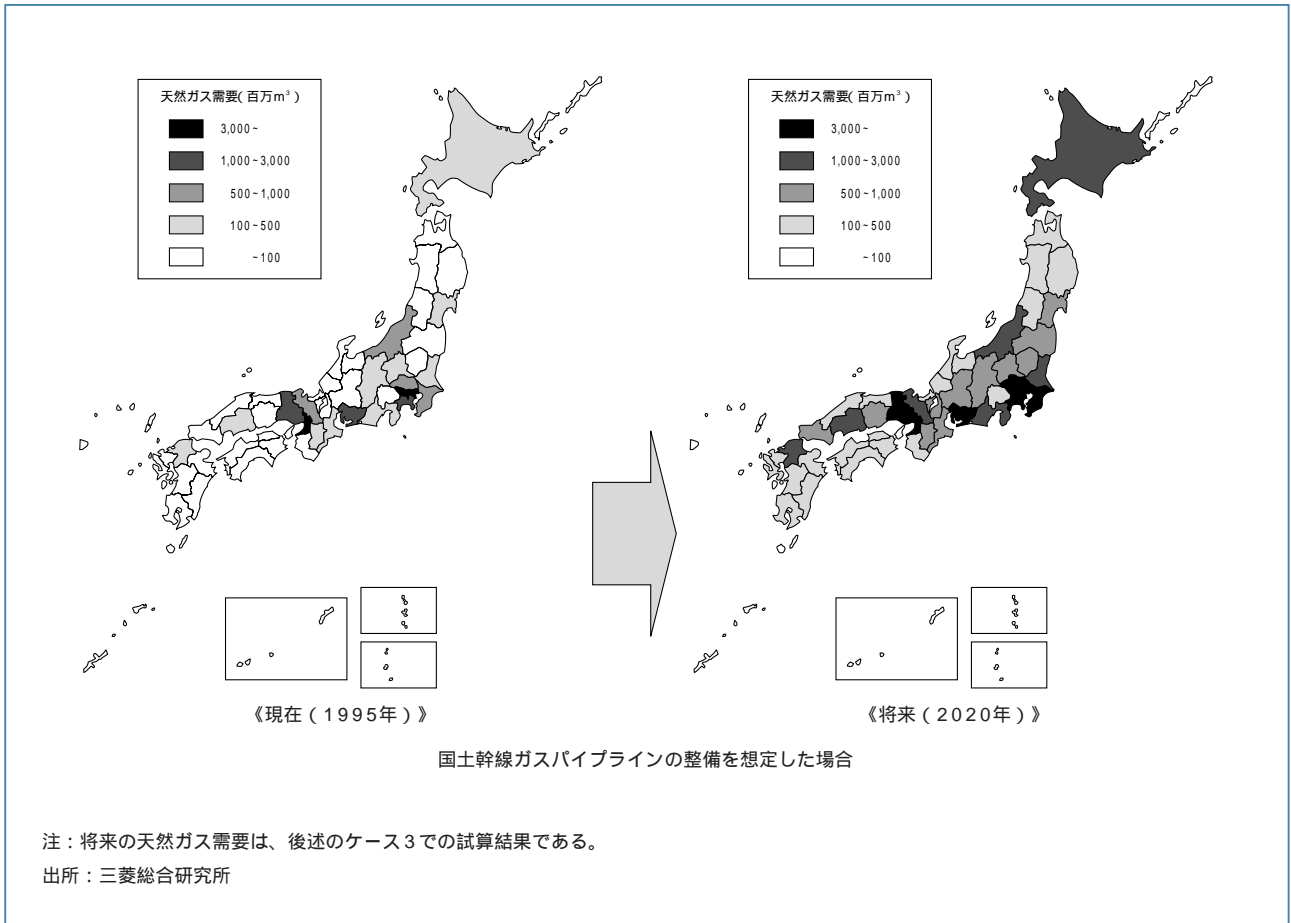 天然ガス需要(百万m³)
3,000~
1,000~3,000
500~1,000
100~500
~100
天然ガス需要(百万m³)
3,000~
1,000~3,000
500~1,000
100~500
~100
《現在(1995年)》
《将来(2020年)》
国土幹線ガスパイプラインの整備を想定した場合
注:将来の天然ガス需要は、後述のケース3での試算結果である。
出所:三菱総合研究所